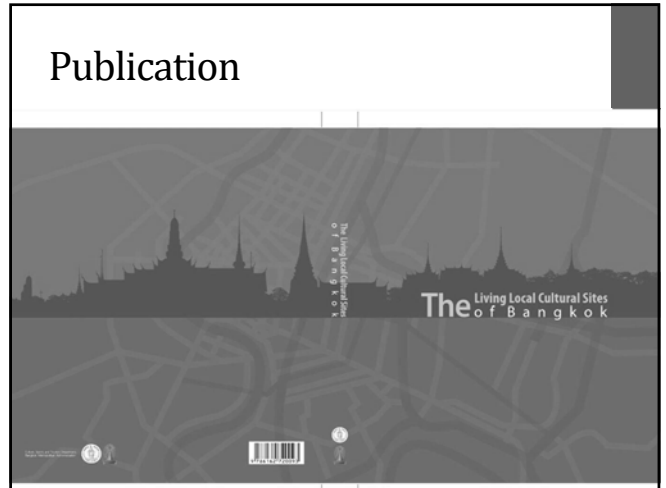 Publication
The Living Local Cultural Sites
of Bangkok
The Living Local Cultural Sites
of Bangkok